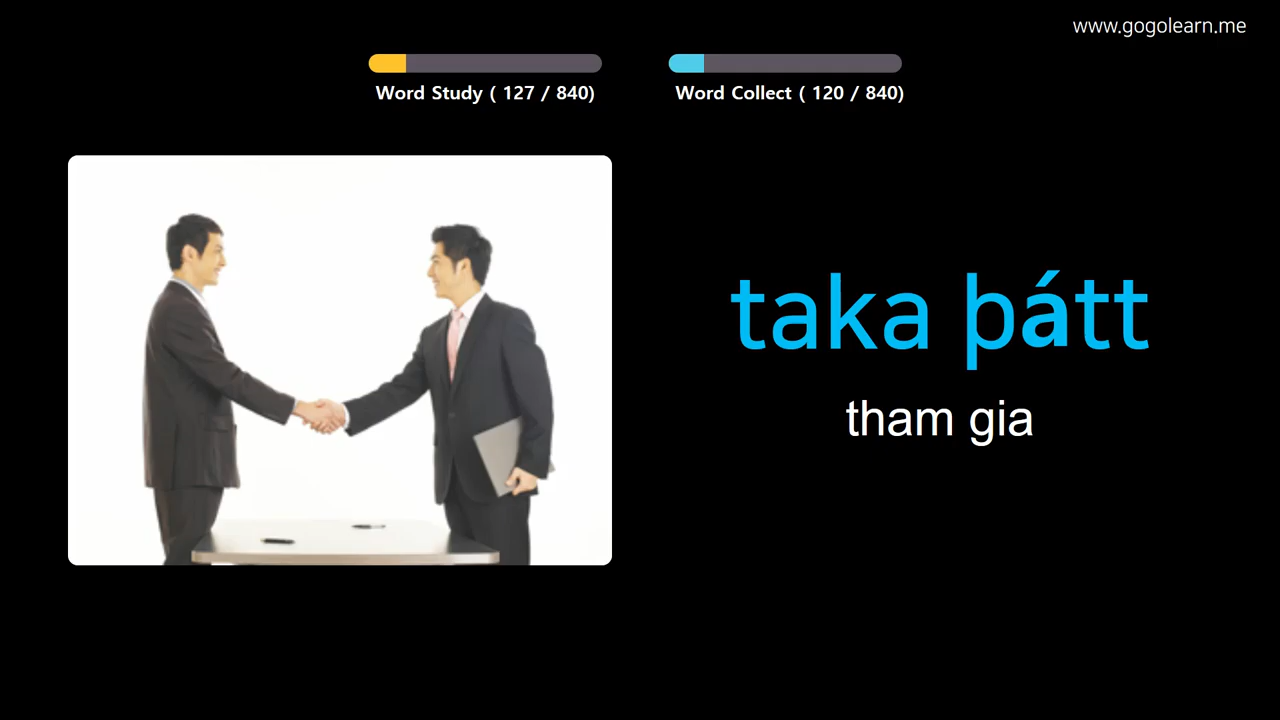 www.gogolearn.me
Word Study ( 127 / 840)
Word Collect ( 120 / 840)
taka þátt
tham gia